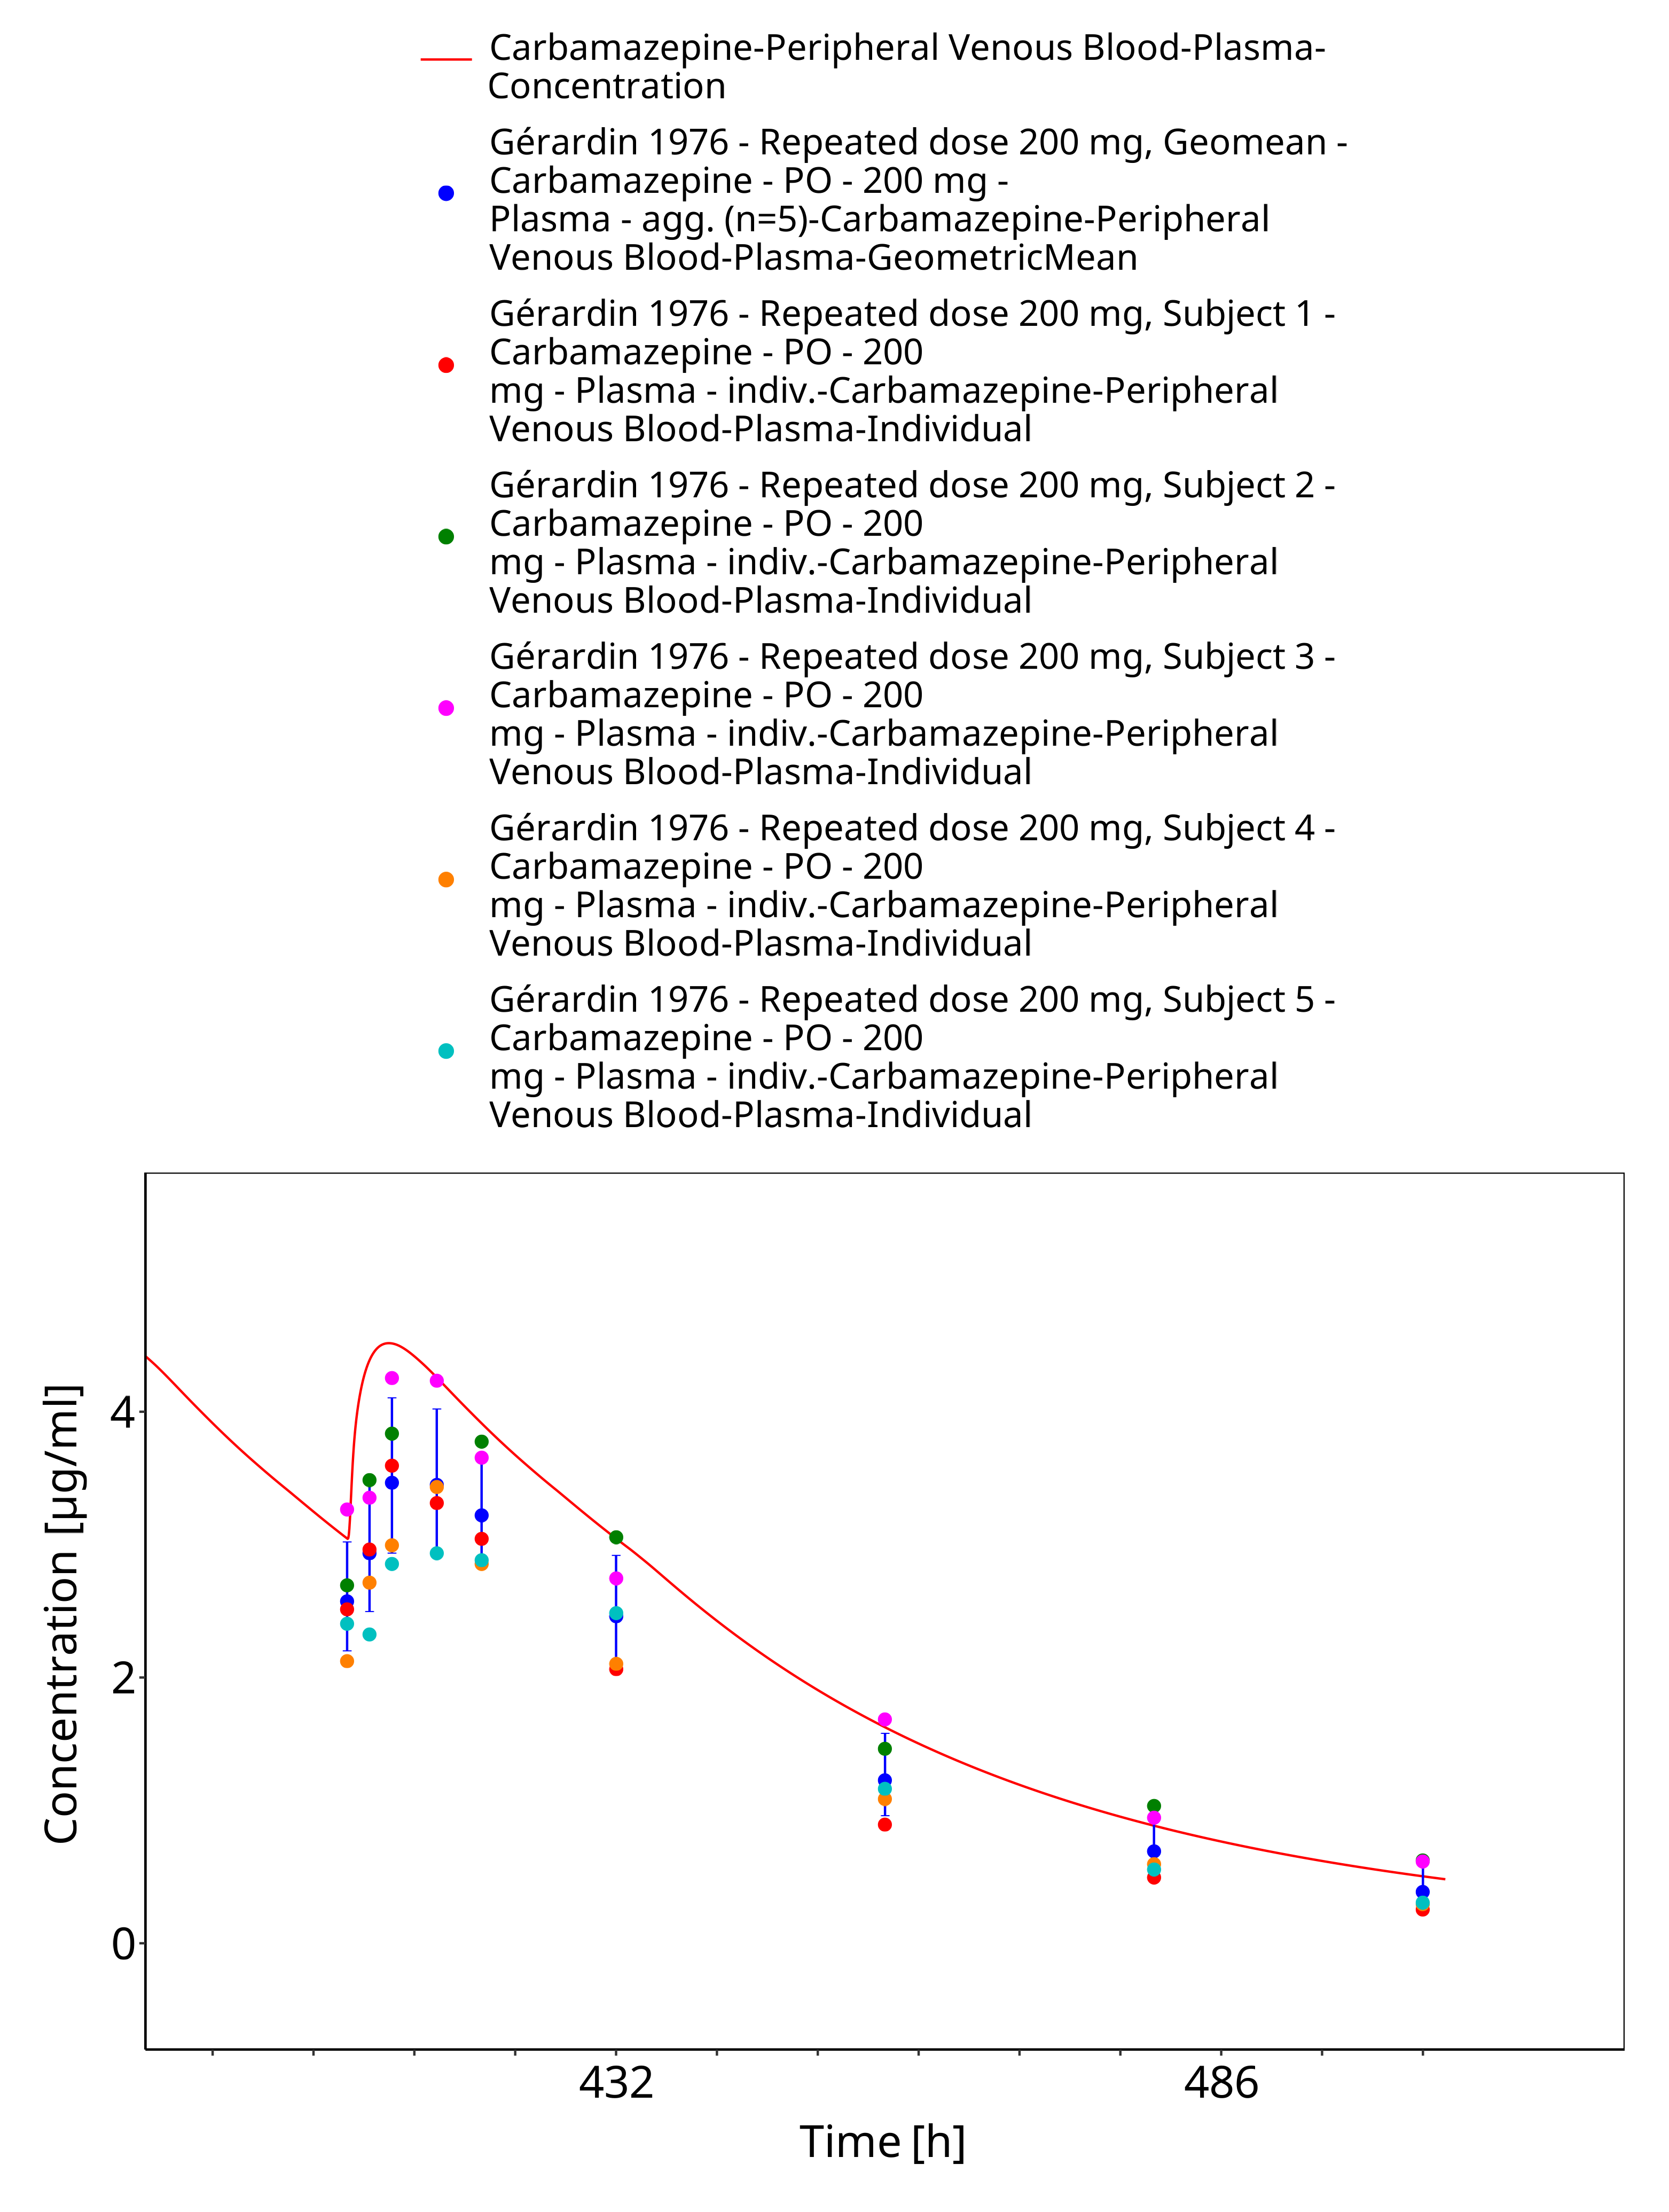 Carbamazepine-Peripheral Venous Blood-Plasma-
Concentration
Gérardin 1976 - Repeated dose 200 mg, Geomean -
Carbamazepine - PO - 200 mg -
Plasma - agg. (n=5)-Carbamazepine-Peripheral
Venous Blood-Plasma-GeometricMean
Gérardin 1976 - Repeated dose 200 mg, Subject 1 -
Carbamazepine - PO - 200
mg - Plasma - indiv.-Carbamazepine-Peripheral
Venous Blood-Plasma-Individual
Gérardin 1976 - Repeated dose 200 mg, Subject 2 -
Carbamazepine - PO - 200
mg - Plasma - indiv.-Carbamazepine-Peripheral
Venous Blood-Plasma-Individual
Gérardin 1976 - Repeated dose 200 mg, Subject 3 -
Carbamazepine - PO - 200
mg - Plasma - indiv.-Carbamazepine-Peripheral
Venous Blood-Plasma-Individual
Gérardin 1976 - Repeated dose 200 mg, Subject 4 -
Carbamazepine - PO - 200
mg - Plasma - indiv.-Carbamazepine-Peripheral
Venous Blood-Plasma-Individual
Gérardin 1976 - Repeated dose 200 mg, Subject 5 -
Carbamazepine - PO - 200
mg - Plasma - indiv.-Carbamazepine-Peripheral
Venous Blood-Plasma-Individual
Concentration [µg/ml]
4
2
0
432
486
Time [h]